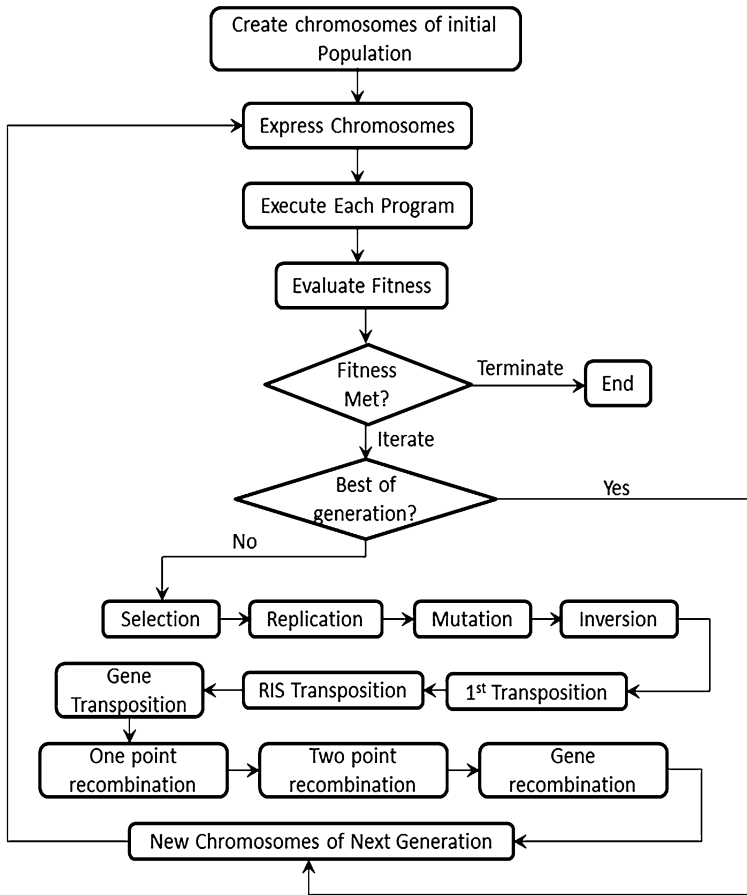 Create chromosomes of initial
Population
Express Chromosomes
Execute Each Program
Evaluate Fitness
Fitness
Met?
Terminate
End
Iterate
Best of
generation?
Yes
No
Selection
Replication
Mutation
Inversion
Gene
Transposition
RIS Transposition
1st Transposition
One point
recombination
Two point
recombination
Gene
recombination
New Chromosomes of Next Generation